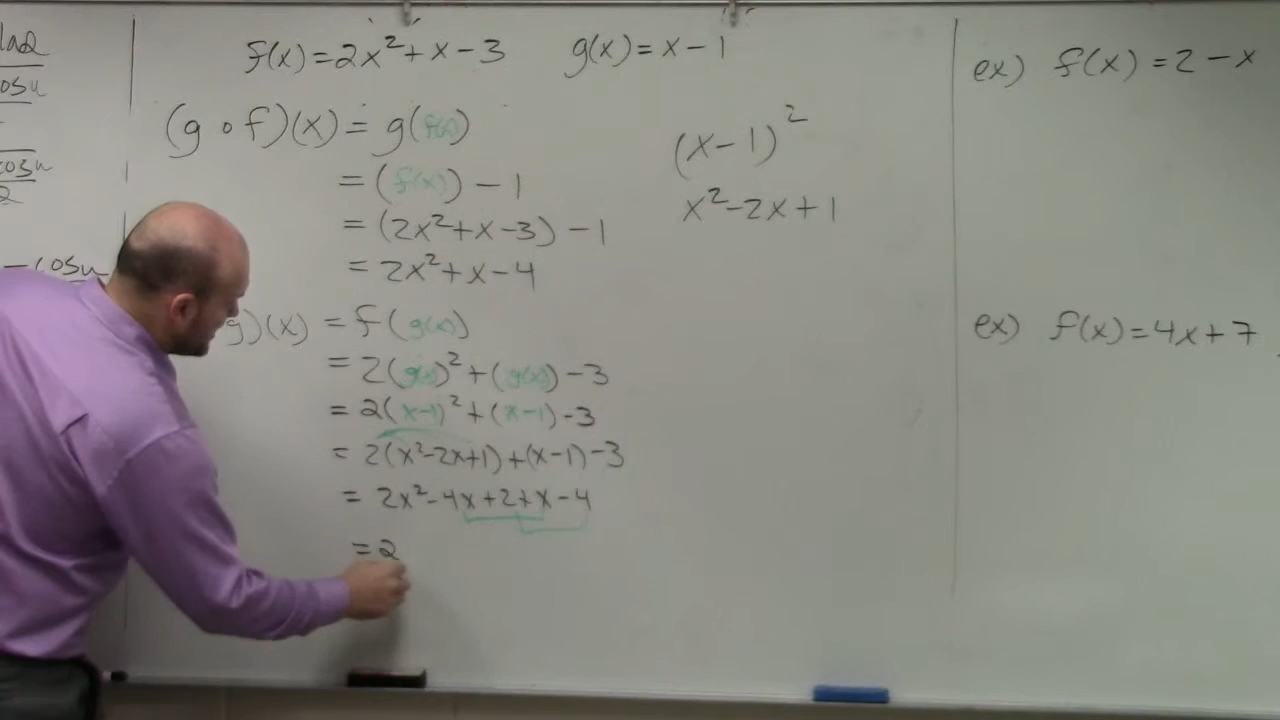 f(x)=2x²+x-3 g(x)=x-1
(g∘f)(x)=g(f(x))
=(f(x))-1
=(2x²+x-3)-1
=2x²+x-4
g)(x)=f(g(x))
=2(g(x))²+(g(x))-3
=2(x-1)²+(x-1)-3
=2(x²-2x+1)+(x-1)-3
=2x²-4x+2+x-4
=2
(x-1)²
x²-2x+1
ex) f(x)=2-x
ex) f(x)=4x+7
-cosu
2